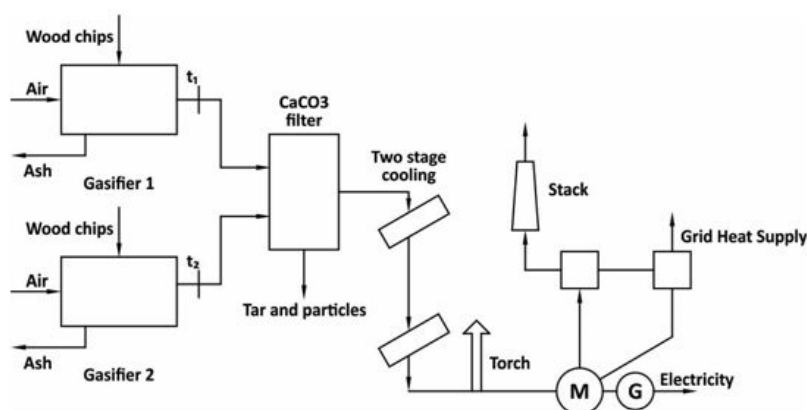 Wood chips
Air
t₁
Ash
Gasifier 1
CaCO3
filter
Two stage
cooling
Stack
Grid Heat Supply
Wood chips
Air
t₂
Ash
Gasifier 2
Tar and particles
Torch
M
G
Electricity